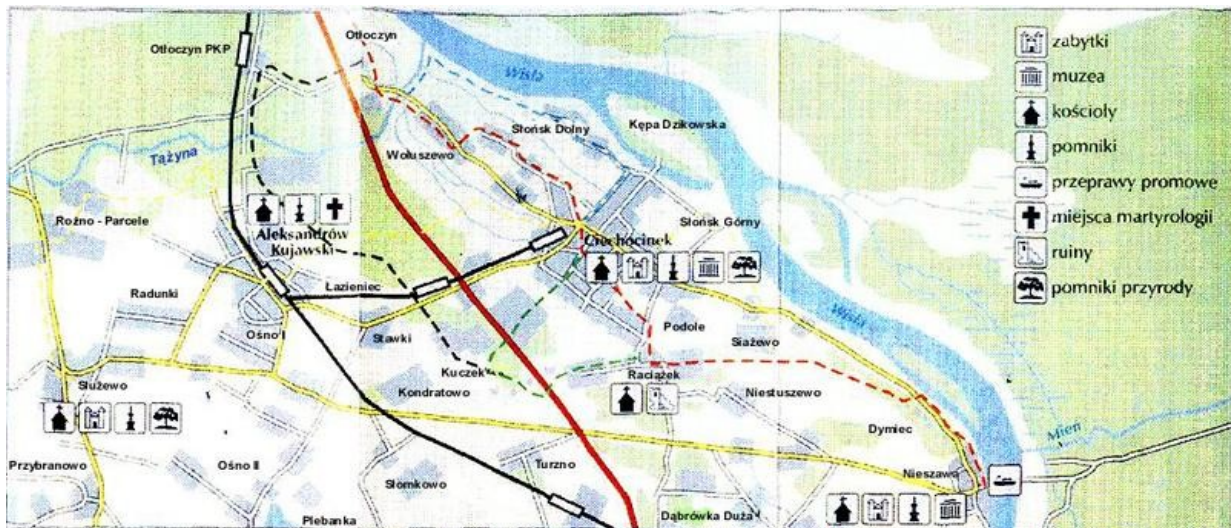 Otłoczyn PKP
Otłoczyn
Wisła
Słońsk Dolny
Kępa Dzikowska
Wołuszewo
Tążyna
Rożno - Parcele
Słońsk Górny
Aleksandrów
Kujawski
Ciechocinek
Łazieniec
Radunki
Ośno I
Stawki
Podole
Siażewo
Wisła
Kuczek
Raciążek
Służewo
Kondratowo
Niestuszewo
Dymiec
Mień
Przybranowo
Ośno II
Turzno
Nieszawa
Słomkowo
Plebanka
Dąbrówka Duża
zabytki
muzea
kościoły
pomniki
przeprawy promowe
miejsca martyrologii
ruiny
pomniki przyrody